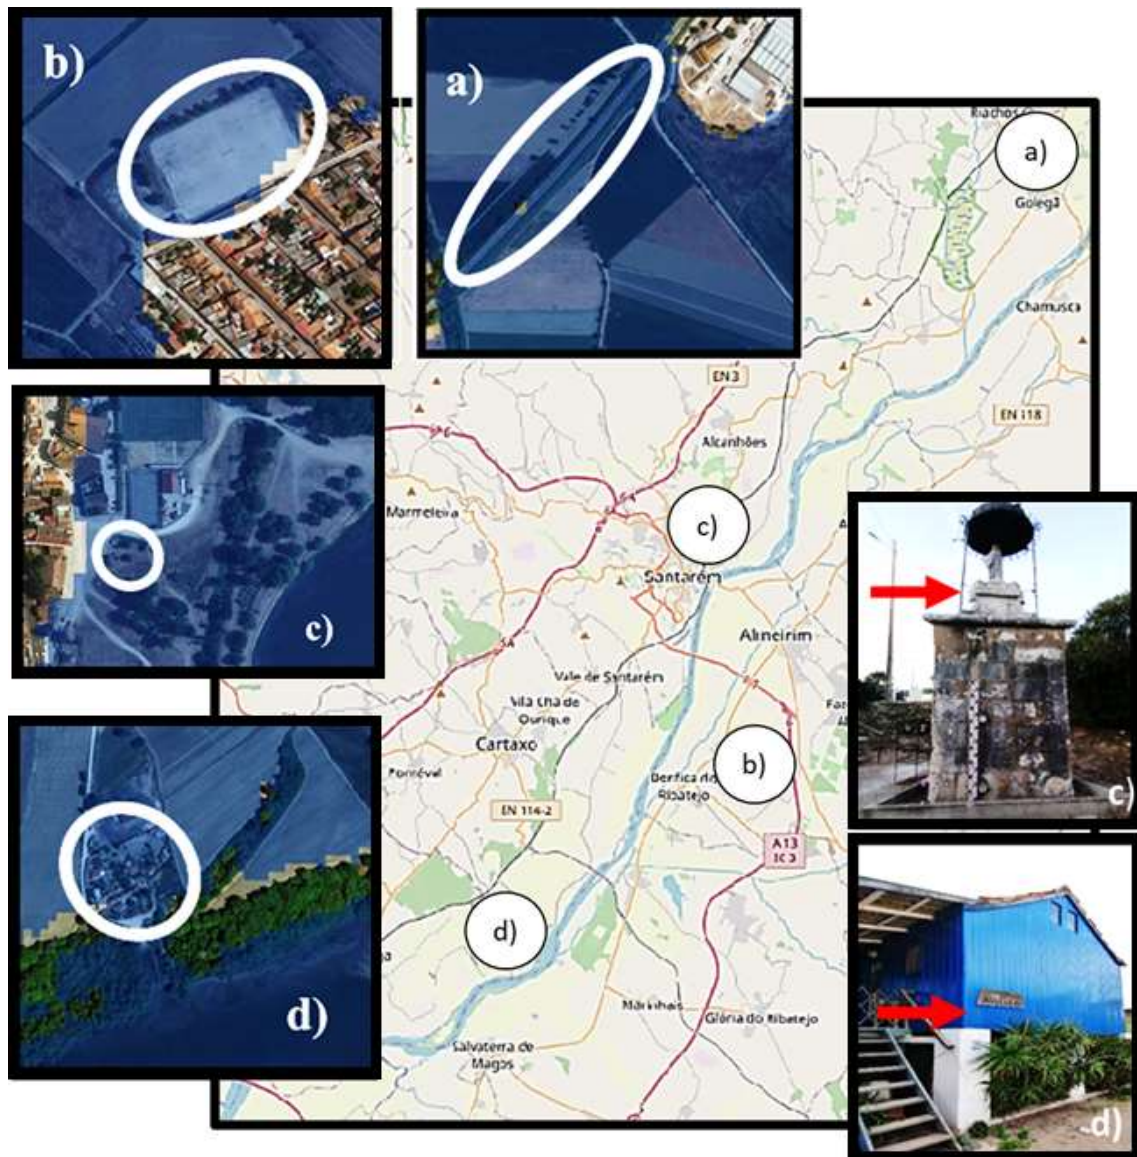 b)
a)
Riachos
a)
Golegã
Chamusca
EN 3
EN 118
Alcanhões
Marmeleira
c)
c)
Santarém
Almeirim
Vale de Santarém
Vila Chã de
Ourique
Cartaxo
b)
Benfica do
Ribatejo
Pontével
EN 114-2
A 13
IC 3
c)
d)
d)
Marinhais
Glória do Ribatejo
Salvaterra de
Magos
d)